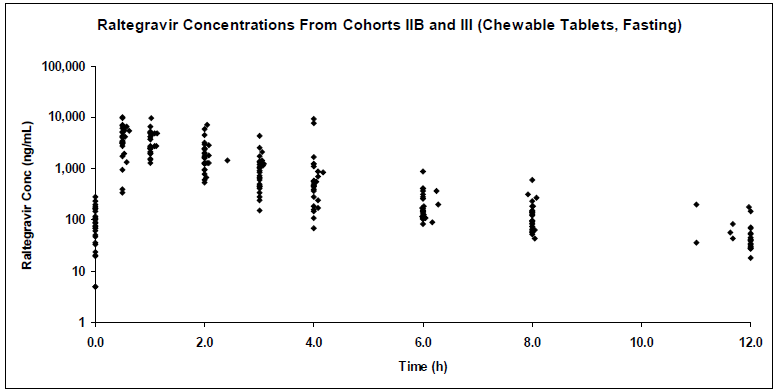 Raltegravir Concentrations From Cohorts IIB and III (Chewable Tablets, Fasting)
Raltegravir Conc (ng/mL)
100,000
10,000
1,000
100
10
1
0.0 2.0 4.0 6.0 8.0 10.0 12.0
Time (h)